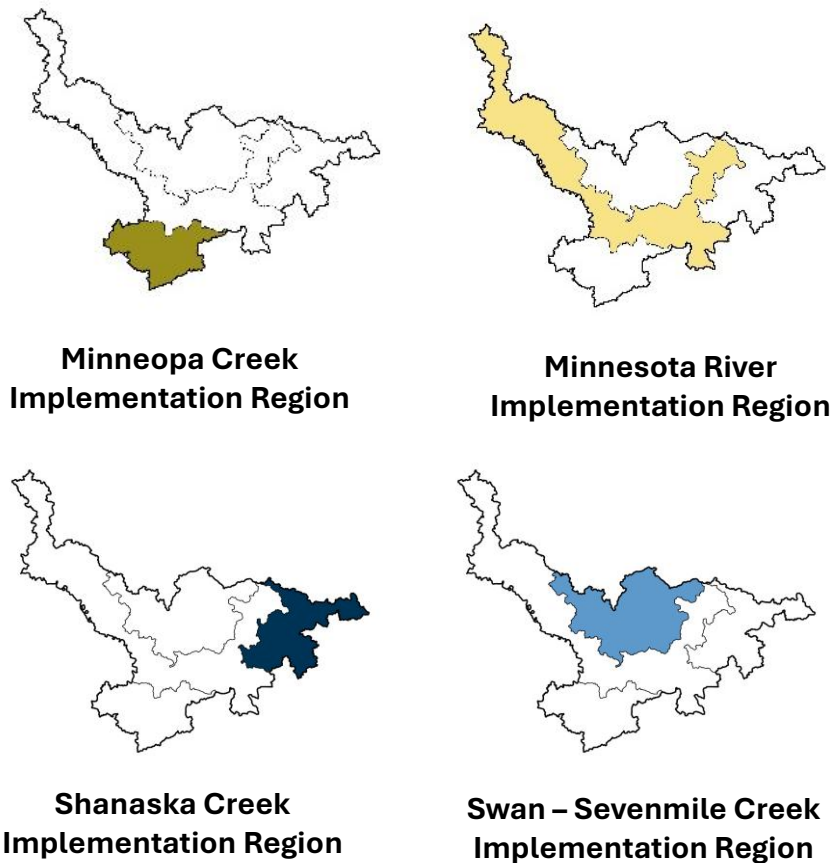 Minneopa Creek
Implementation Region
Minnesota River
Implementation Region
Shanaska Creek
Implementation Region
Swan – Sevenmile Creek
Implementation Region